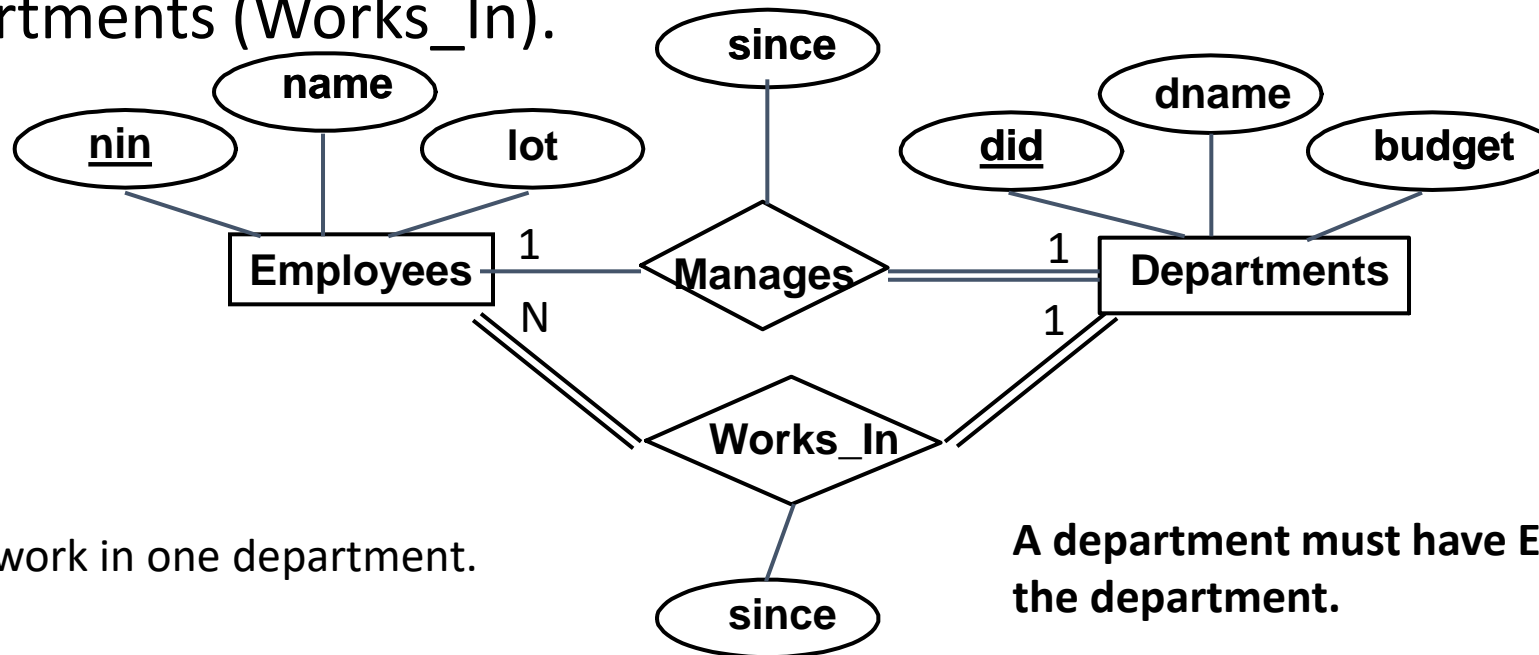 rtments (Works_In).
since
name
dname
nin
lot
did
budget
1
1
Employees
Manages
Departments
N
1
Works_In
work in one department.
A department must have E
the department.
since